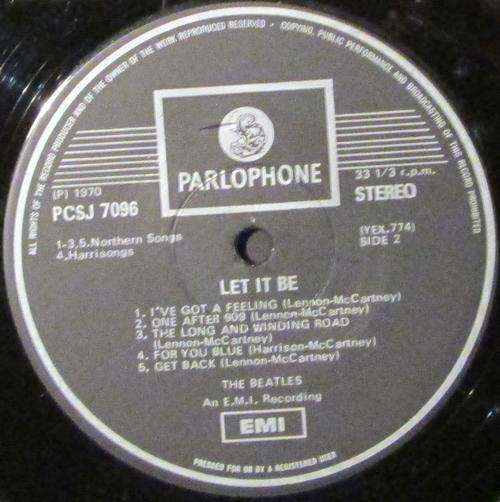 ALL RIGHTS OF THE RECORD PRODUCER AND OF THE OWNER OF THE WORK REPRODUCED RESERVED - COPYING, PUBLIC PERFORMANCE AND BROADCASTING OF THIS RECORD PROHIBITED
PARLOPHONE
(P) 1970
33 1/3 r.p.m.
PCSJ 7096
STEREO
1-3,5.Northern Songs
4.Harrisongs
(YEX.774)
SIDE 2
LET IT BE
1. I'VE GOT A FEELING (Lennon-McCartney)
2. ONE AFTER 909 (Lennon-McCartney)
3. THE LONG AND WINDING ROAD
(Lennon-McCartney)
4. FOR YOU BLUE (Harrison-McCartney)
5. GET BACK (Lennon-McCartney)
THE BEATLES
An E.M.I. Recording
EMI
PRESSED FOR OR BY A REGISTERED USER